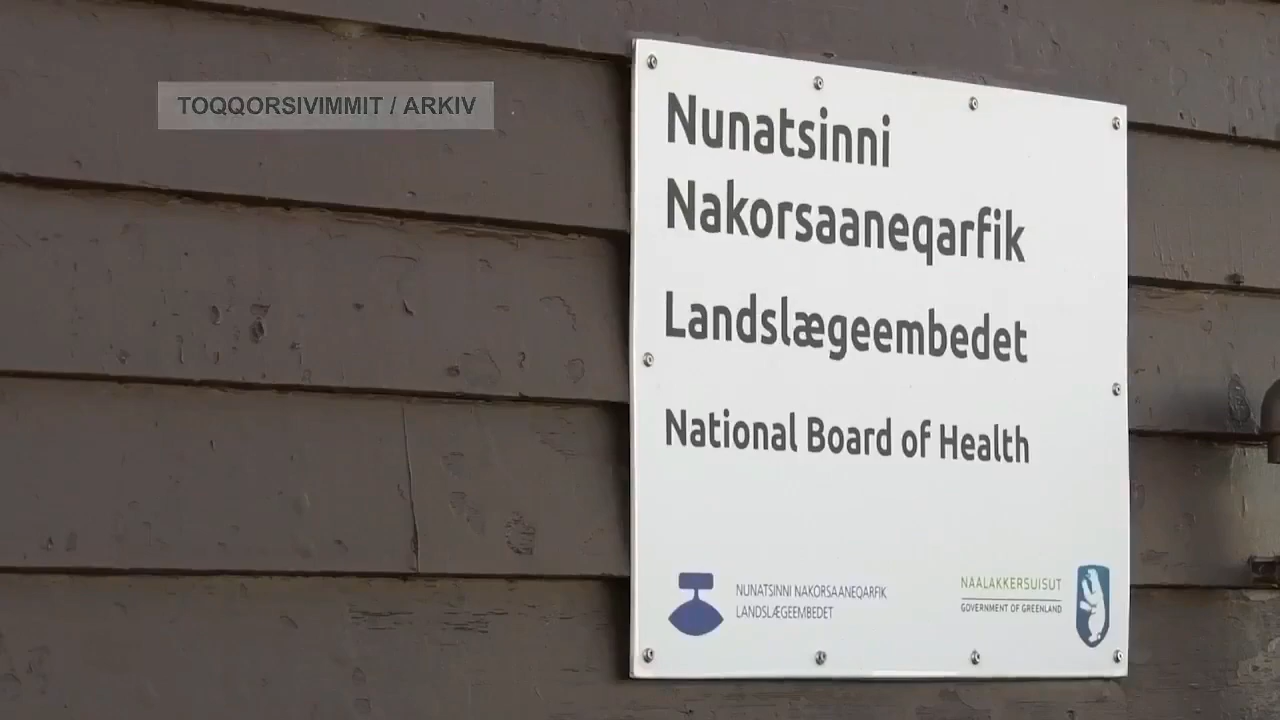 TOQQORSIVIMMIT / ARKIV
Nunatsinni
Nakorsaaneqarfik
Landslægeembedet
National Board of Health
NUNATSINNI NAKORSAANEQARFIK
LANDSLÆGEEMBEDET
NAALAKKERSUISUT
GOVERNMENT OF GREENLAND